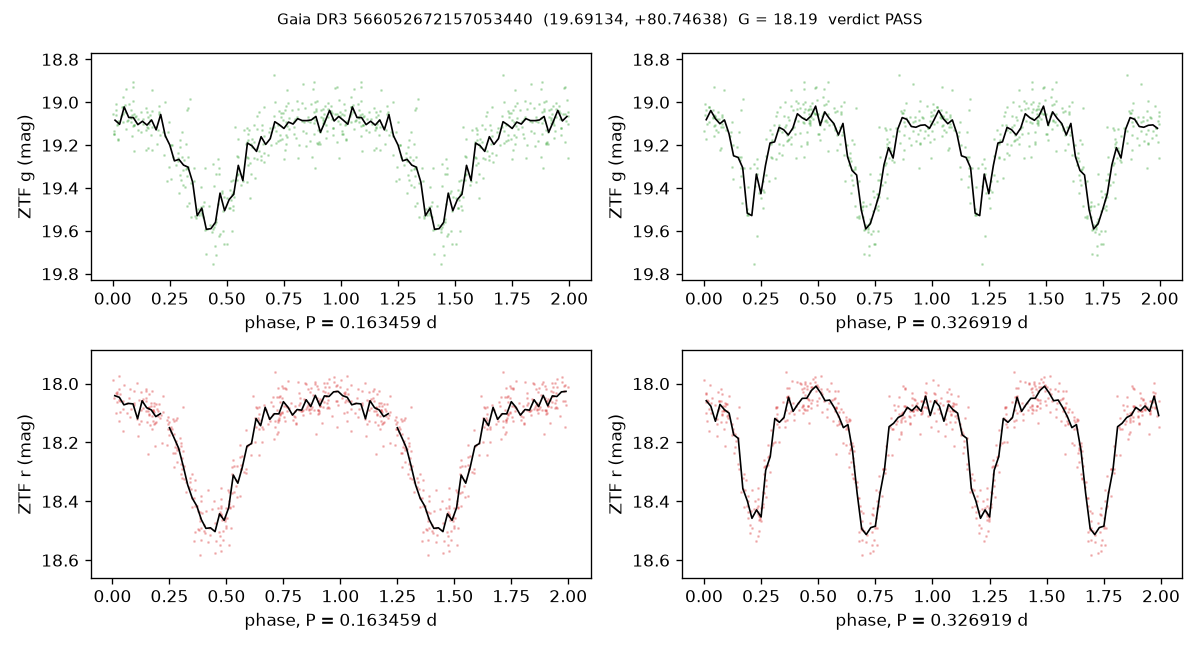 Gaia DR3 566052672157053440 (19.69134, +80.74638) G = 18.19 verdict PASS
18.8
19.0
19.2
19.4
19.6
19.8
ZTF g (mag)
0.00 0.25 0.50 0.75 1.00 1.25 1.50 1.75 2.00
phase, P = 0.163459 d
18.8
19.0
19.2
19.4
19.6
19.8
ZTF g (mag)
0.00 0.25 0.50 0.75 1.00 1.25 1.50 1.75 2.00
phase, P = 0.326919 d
18.0
18.2
18.4
18.6
ZTF r (mag)
0.00 0.25 0.50 0.75 1.00 1.25 1.50 1.75 2.00
phase, P = 0.163459 d
18.0
18.2
18.4
18.6
ZTF r (mag)
0.00 0.25 0.50 0.75 1.00 1.25 1.50 1.75 2.00
phase, P = 0.326919 d